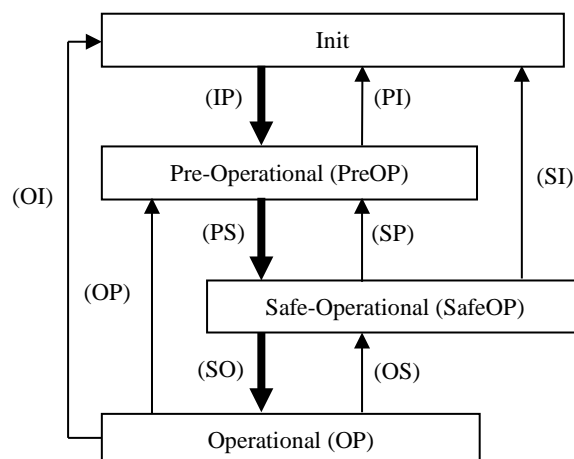 Init
(IP)
(PI)
Pre-Operational (PreOP)
(OI)
(SI)
(PS)
(SP)
(OP)
Safe-Operational (SafeOP)
(SO)
(OS)
Operational (OP)